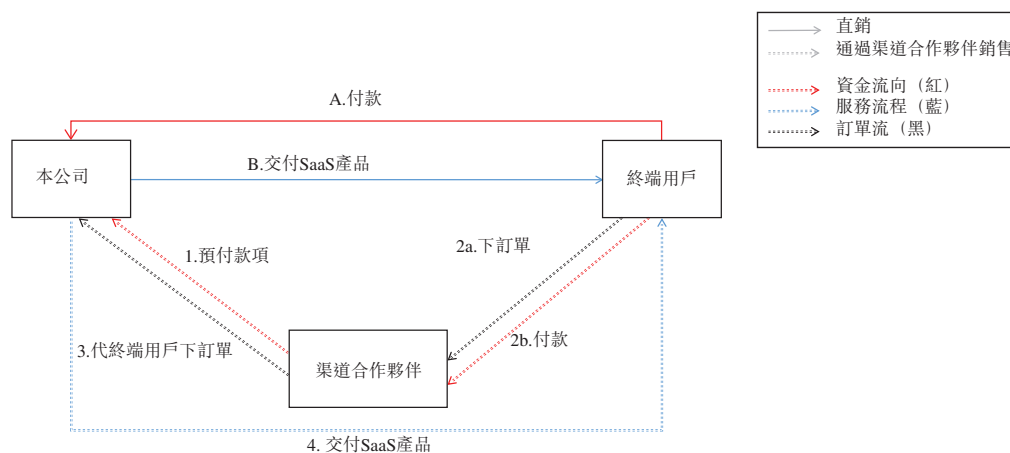 直銷
通過渠道合作夥伴銷售
資金流向（紅）
服務流程（藍）
訂單流（黑）
A.付款
本公司
B.交付SaaS產品
終端用戶
2a.下訂單
1.預付款項
2b.付款
3.代終端用戶下訂單
渠道合作夥伴
4. 交付SaaS產品